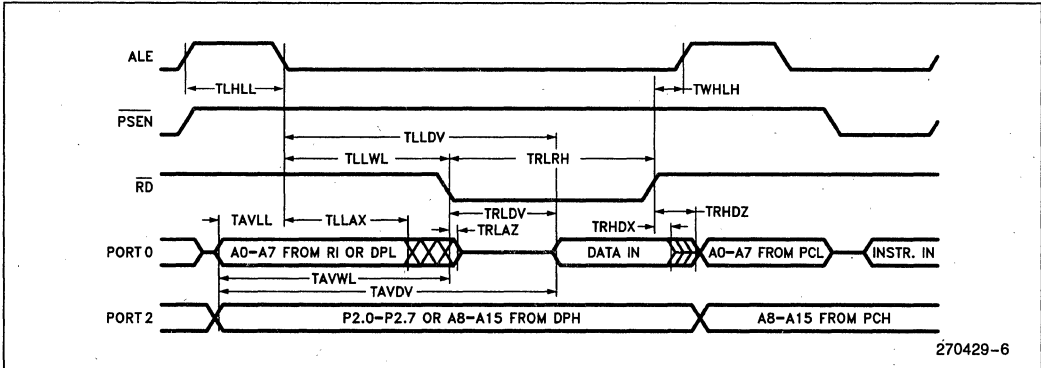 ALE
TLHLL
TWHLH
PSEN
TLLDV
TLLWL
TRLRH
RD
TAVLL
TLLAX
TRLDV
TRLAZ
TRHDX
TRHDZ
PORT 0
A0–A7 FROM RI OR DPL
DATA IN
A0–A7 FROM PCL
INSTR. IN
TAVWL
TAVDV
PORT 2
P2.0–P2.7 OR A8–A15 FROM DPH
A8–A15 FROM PCH
270429–6